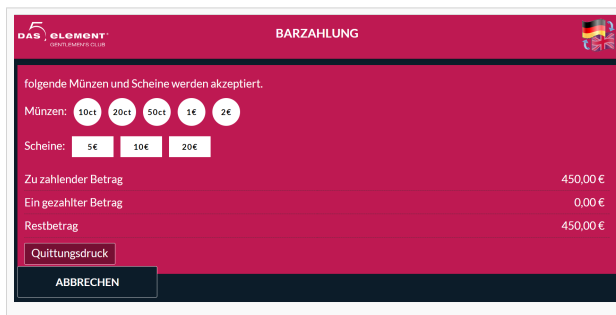 DAS 5. ELEMENT
GENTLEMEN'S CLUB
BARZAHLUNG
folgende Münzen und Scheine werden akzeptiert.
Münzen: 10ct 20ct 50ct 1€ 2€
Scheine: 5€ 10€ 20€
Zu zahlender Betrag 450,00 €
Ein gezahlter Betrag 0,00 €
Restbetrag 450,00 €
Quittungsdruck
ABBRECHEN